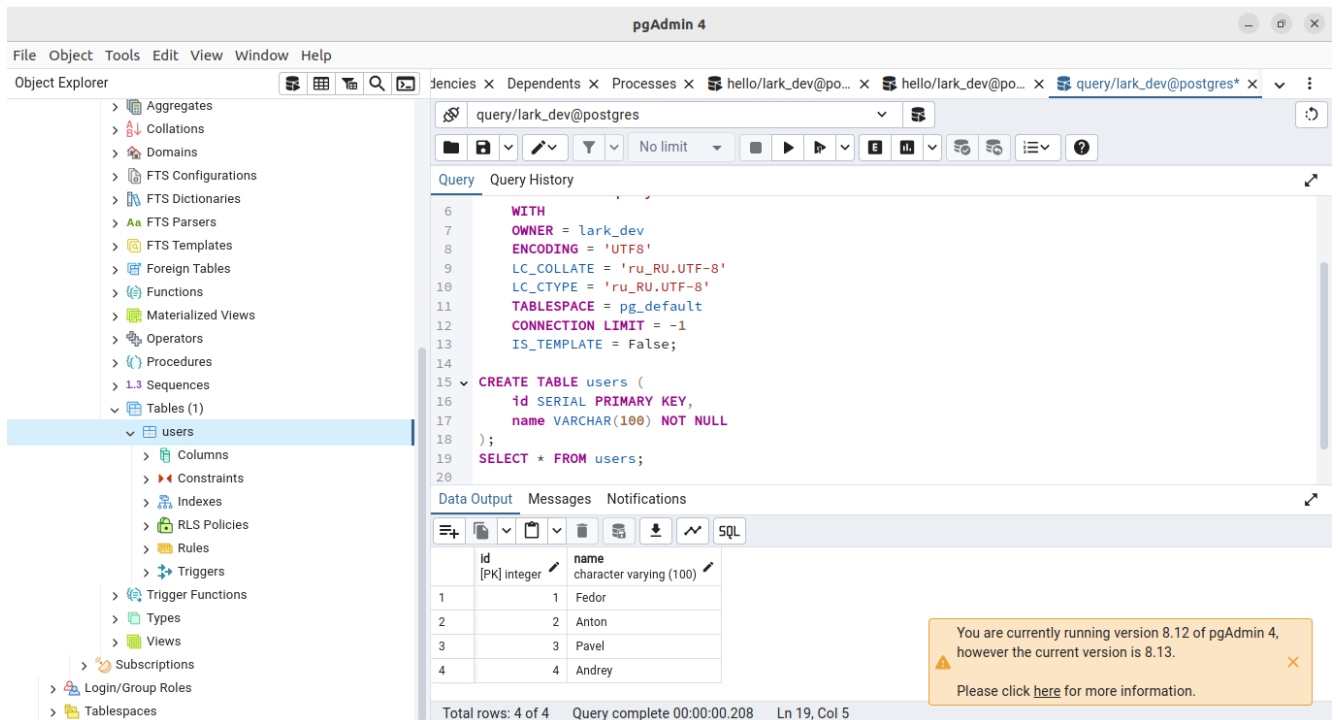 pgAdmin 4
File Object Tools Edit View Window Help
Object Explorer
dencies Dependents Processes hello/lark_dev@po... hello/lark_dev@po... query/lark_dev@postgres*
Aggregates
Collations
Domains
FTS Configurations
FTS Dictionaries
Aa FTS Parsers
FTS Templates
Foreign Tables
Functions
Materialized Views
Operators
Procedures
1..3 Sequences
Tables (1)
users
Columns
Constraints
Indexes
RLS Policies
Rules
Triggers
Trigger Functions
Types
Views
Subscriptions
Login/Group Roles
Tablespaces
query/lark_dev@postgres
No limit
E
Query Query History
6 WITH
7 OWNER = lark_dev
8 ENCODING = 'UTF8'
9 LC_COLLATE = 'ru_RU.UTF-8'
10 LC_CTYPE = 'ru_RU.UTF-8'
11 TABLESPACE = pg_default
12 CONNECTION LIMIT = -1
13 IS_TEMPLATE = False;
14
15 CREATE TABLE users (
16 id SERIAL PRIMARY KEY,
17 name VARCHAR(100) NOT NULL
18 );
19 SELECT * FROM users;
20
Data Output Messages Notifications
SQL
id name
[PK] integer character varying (100)
1 1 Fedor
2 2 Anton
3 3 Pavel
4 4 Andrey
You are currently running version 8.12 of pgAdmin 4,
however the current version is 8.13.
Please click here for more information.
Total rows: 4 of 4 Query complete 00:00:00.208 Ln 19, Col 5